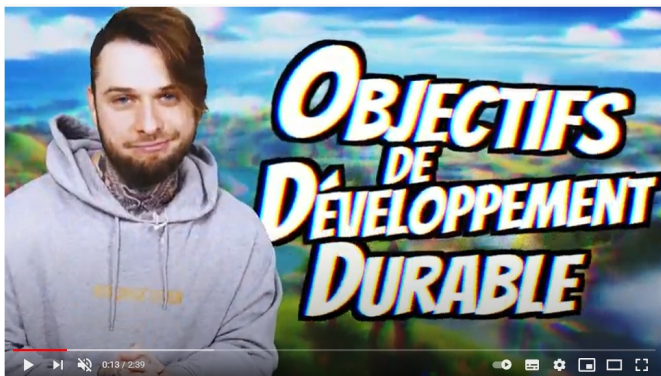 OBJECTIFS
DE
DÉVELOPPEMENT
DURABLE
0:13 / 2:39